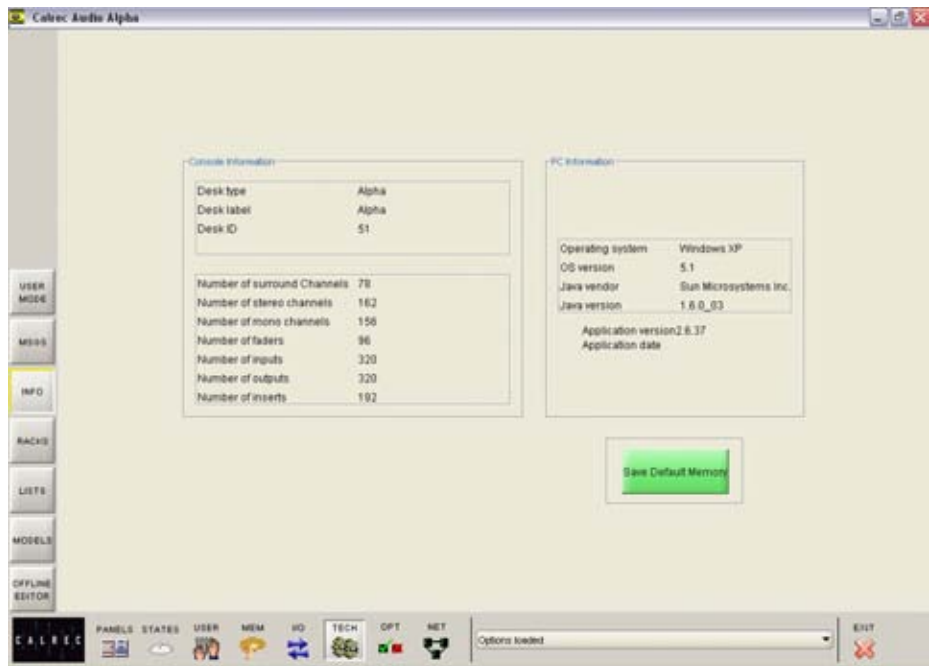 Calrec Audio Alpha
Console Information
Desk type Alpha
Desk label Alpha
Desk ID 51
Number of surround Channels 78
Number of stereo channels 162
Number of mono channels 156
Number of faders 96
Number of inputs 320
Number of outputs 320
Number of inserts 192
PC Information
Operating system Windows XP
OS version 5.1
Java vendor Sun Microsystems Inc.
Java version 1.6.0_03
Application version2.6.37
Application date
Save Default Memory
USER
MODE
MSGS
INFO
RACKS
LISTS
MODELS
OFFLINE
EDITOR
CALREC
PANELS STATES USER MEM I/O TECH OPT NET
Options loaded
EXIT